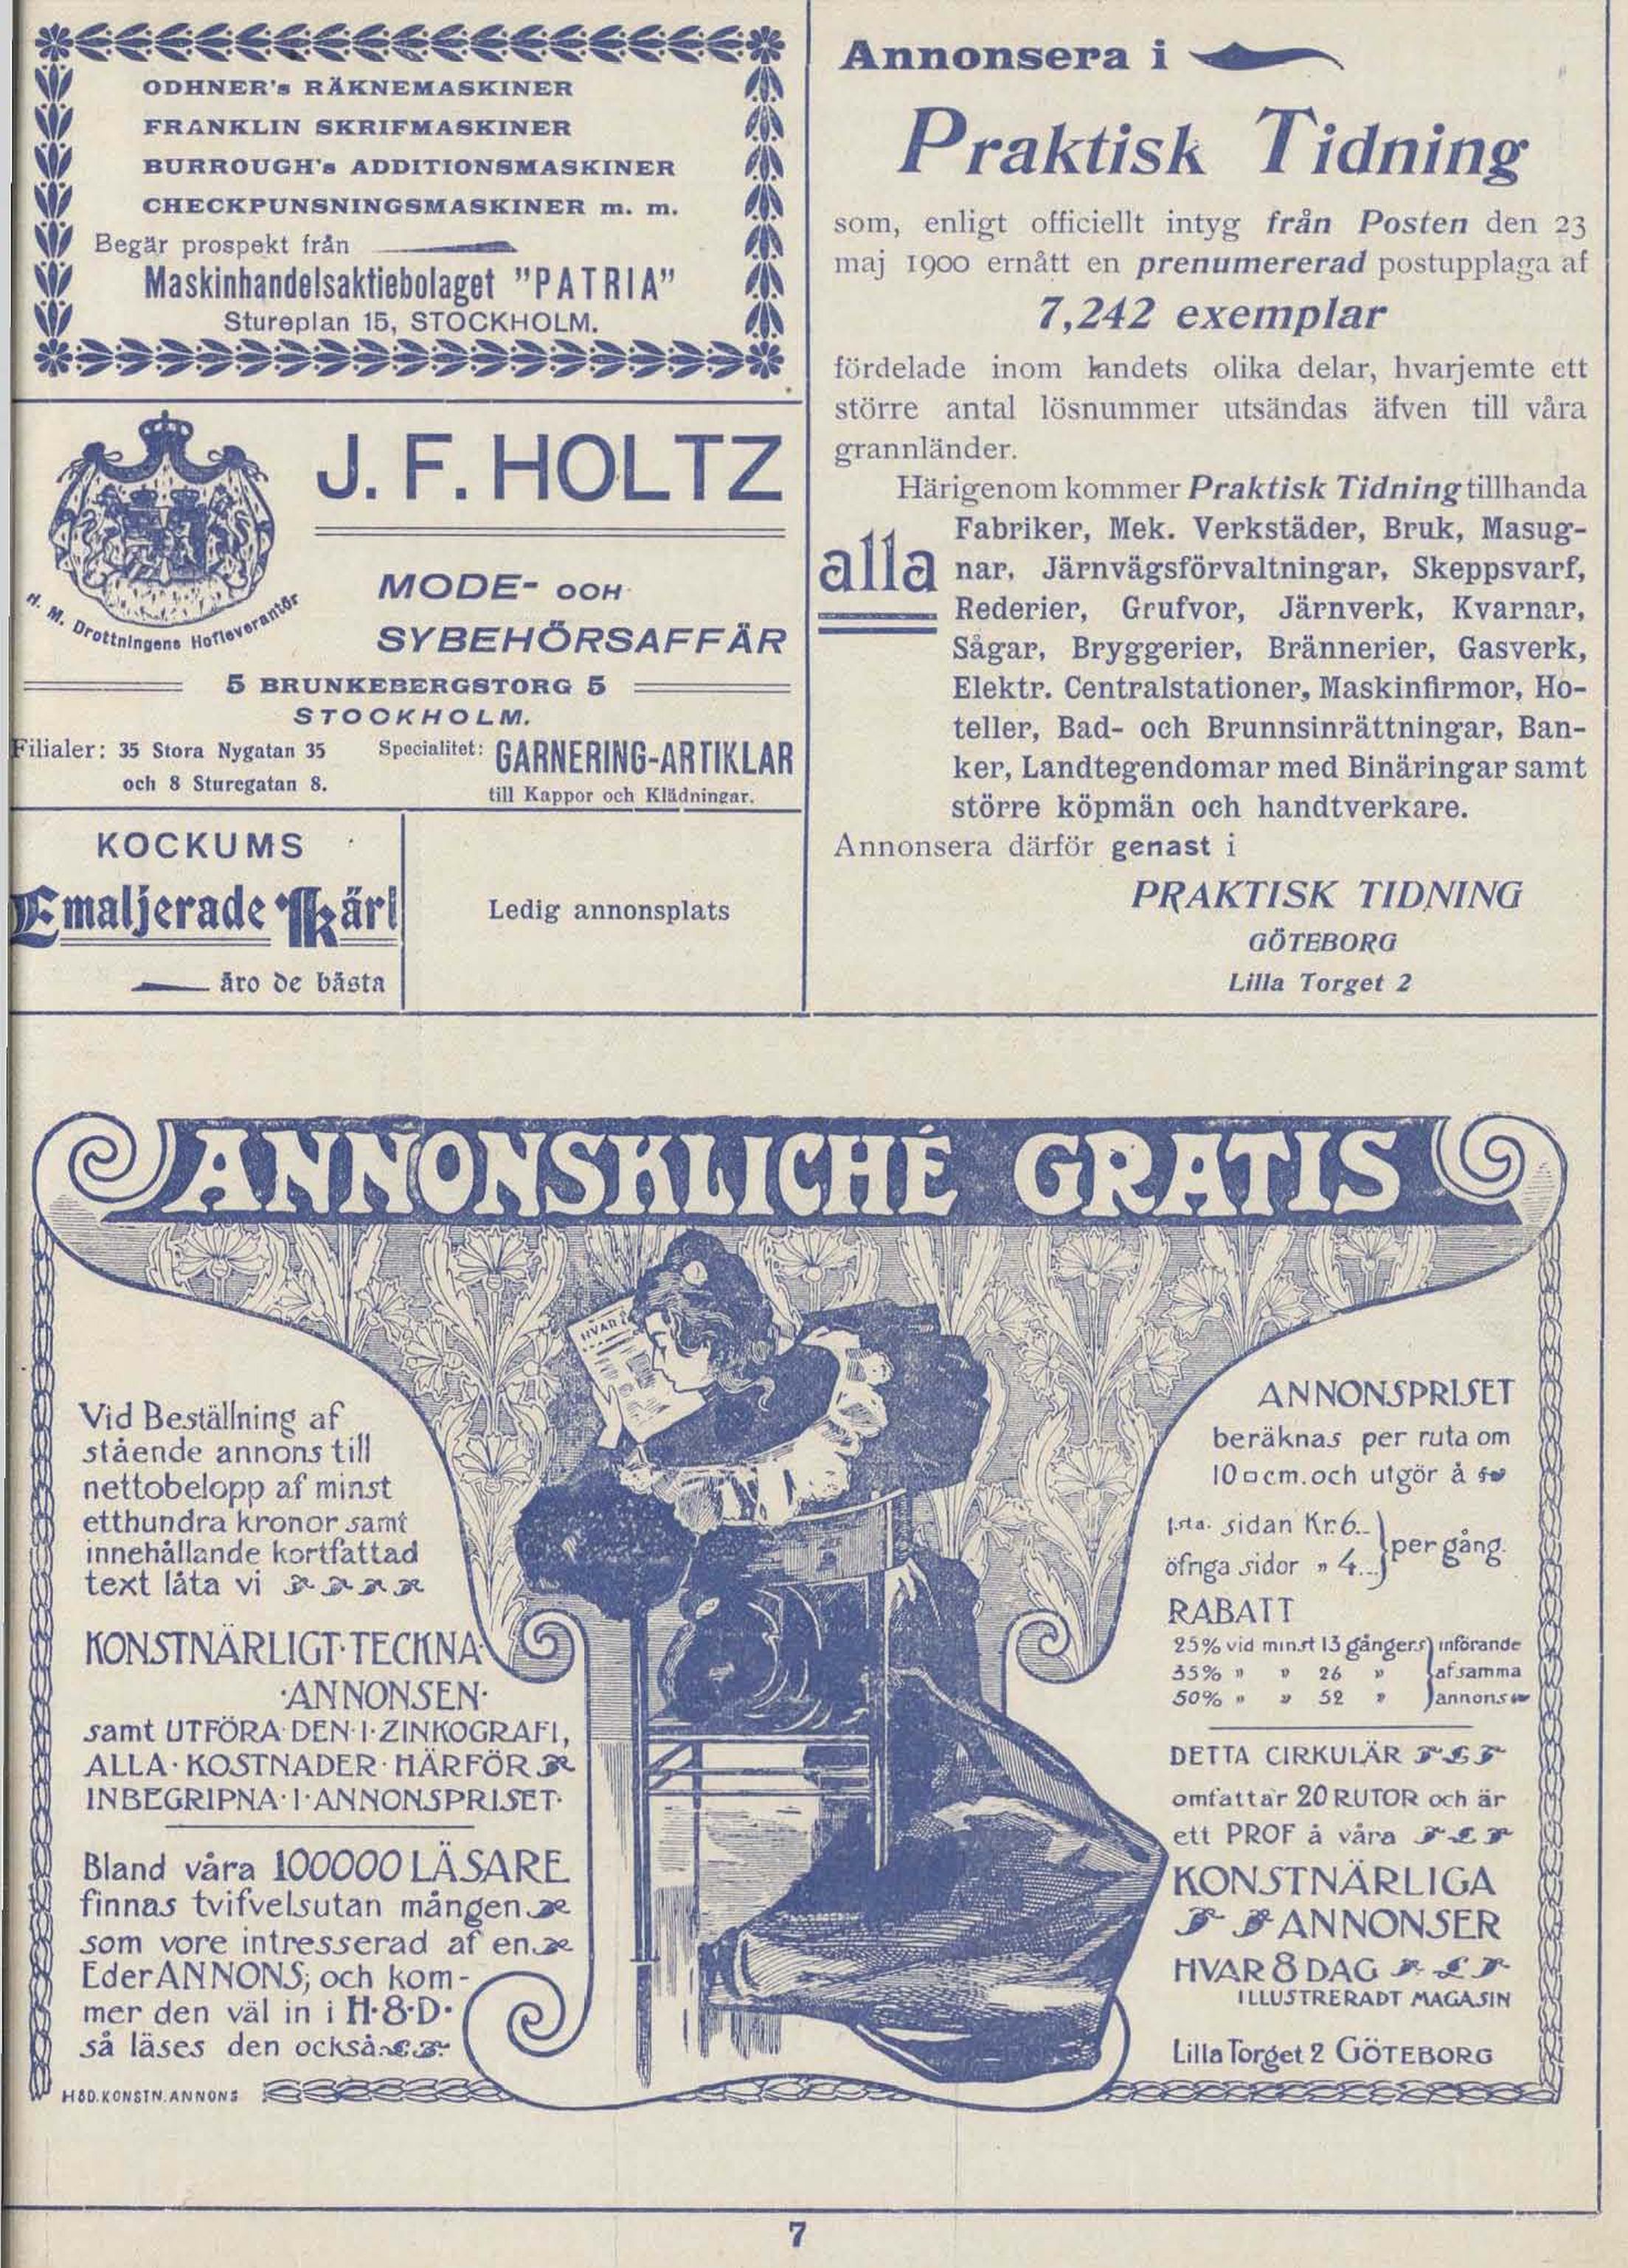 ODHNER's RÄKNEMASKINER
FRANKLIN SKRIFMASKINER
BURROUGH's ADDITIONSMASKINER
CHECKPUNSNINGSMASKINER m. m.
Begär prospekt från
Maskinhandelsaktiebolaget "PATRIA"
Stureplan 15, STOCKHOLM.
J. F. HOLTZ
H. M. Drottningens Hofleverantör
MODE- OCH
SYBEHÖRSAFFÄR
5 BRUNKEBERGSTORG 5
STOCKHOLM.
Filialer: 35 Stora Nygatan 35
och 8 Sturegatan 8.
Specialitet: GARNERING-ARTIKLAR
till Kappor och Klädningar.
KOCKUMS
Emaljerade Kärl
äro de bästa
Ledig annonsplats
Annonsera i
Praktisk Tidning
som, enligt officiellt intyg från Posten den 23
maj 1900 ernått en prenumererad postupplaga af
7,242 exemplar
fördelade inom landets olika delar, hvarjemte ett
större antal lösnummer utsändas äfven till våra
grannländer.
Härigenom kommer Praktisk Tidning tillhanda
alla
Fabriker, Mek. Verkstäder, Bruk, Masug-
nar, Järnvägsförvaltningar, Skeppsvarf,
Rederier, Grufvor, Järnverk, Kvarnar,
Sågar, Bryggerier, Brännerier, Gasverk,
Elektr. Centralstationer, Maskinfirmor, Ho-
teller, Bad- och Brunnsinrättningar, Ban-
ker, Landtegendomar med Binäringar samt
större köpmän och handtverkare.
Annonsera därför genast i
PRAKTISK TIDNING
GÖTEBORG
Lilla Torget 2
ANNONSKLICHÉ GRATIS
HVAR 8
Vid Beställning af
stående annons till
nettobelopp af minst
etthundra kronor samt
innehållande kortfattad
text låta vi
KONSTNÄRLIGT·TECKNA·
·ANNONSEN·
samt UTFÖRA·DEN·I·ZINKOGRAFI,
ALLA·KOSTNADER·HÄRFÖR
INBEGRIPNA·I·ANNONSPRISET·
Bland våra 100000 LÄSARE
finnas tvifvelsutan mången
som vore intresserad af en
Eder ANNONS; och kom-
mer den väl in i H·8·D·
så läses den också
H8D. KONSTN. ANNONS
ANNONSPRISET
beräknas per ruta om
10□cm. och utgör å
1.sta. sidan Kr. 6.. } per gång.
öfriga sidor „ 4...
RABATT
25% vid minst 13 gångers } införande
35% „ „ 26 „ af samma
50% „ „ 52 „ annons
DETTA CIRKULÄR
omfattar 20 RUTOR och är
ett PROF å våra
KONSTNÄRLIGA
ANNONSER
HVAR 8 DAG
ILLUSTRERADT MAGASIN
Lilla Torget 2 GÖTEBORG
7